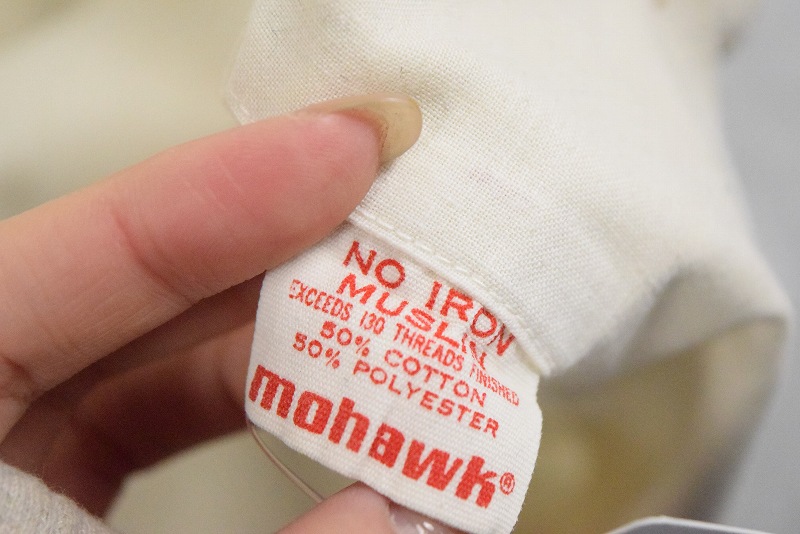 NO IRON
MUSLIN
EXCEEDS 130 THREADS FINISHED
50% COTTON
50% POLYESTER
mohawk®